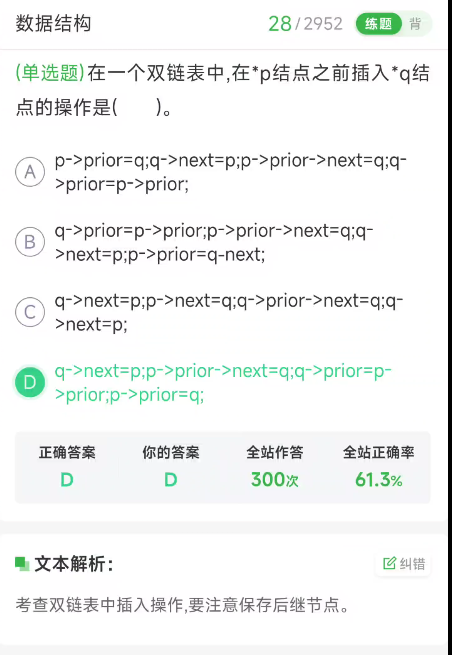 数据结构 28/2952 练题 背
(单选题)在一个双链表中,在*p结点之前插入*q结
点的操作是( )。
A p->prior=q;q->next=p;p->prior->next=q;q-
>prior=p->prior;
B q->prior=p->prior;p->prior->next=q;q-
>next=p;p->prior=q-next;
C q->next=p;p->next=q;q->prior->next=q;q-
>next=p;
D q->next=p;p->prior->next=q;q->prior=p-
>prior;p->prior=q;
正确答案 你的答案 全站作答 全站正确率
D D 300次 61.3%
文本解析: 纠错
考查双链表中插入操作,要注意保存后继节点。